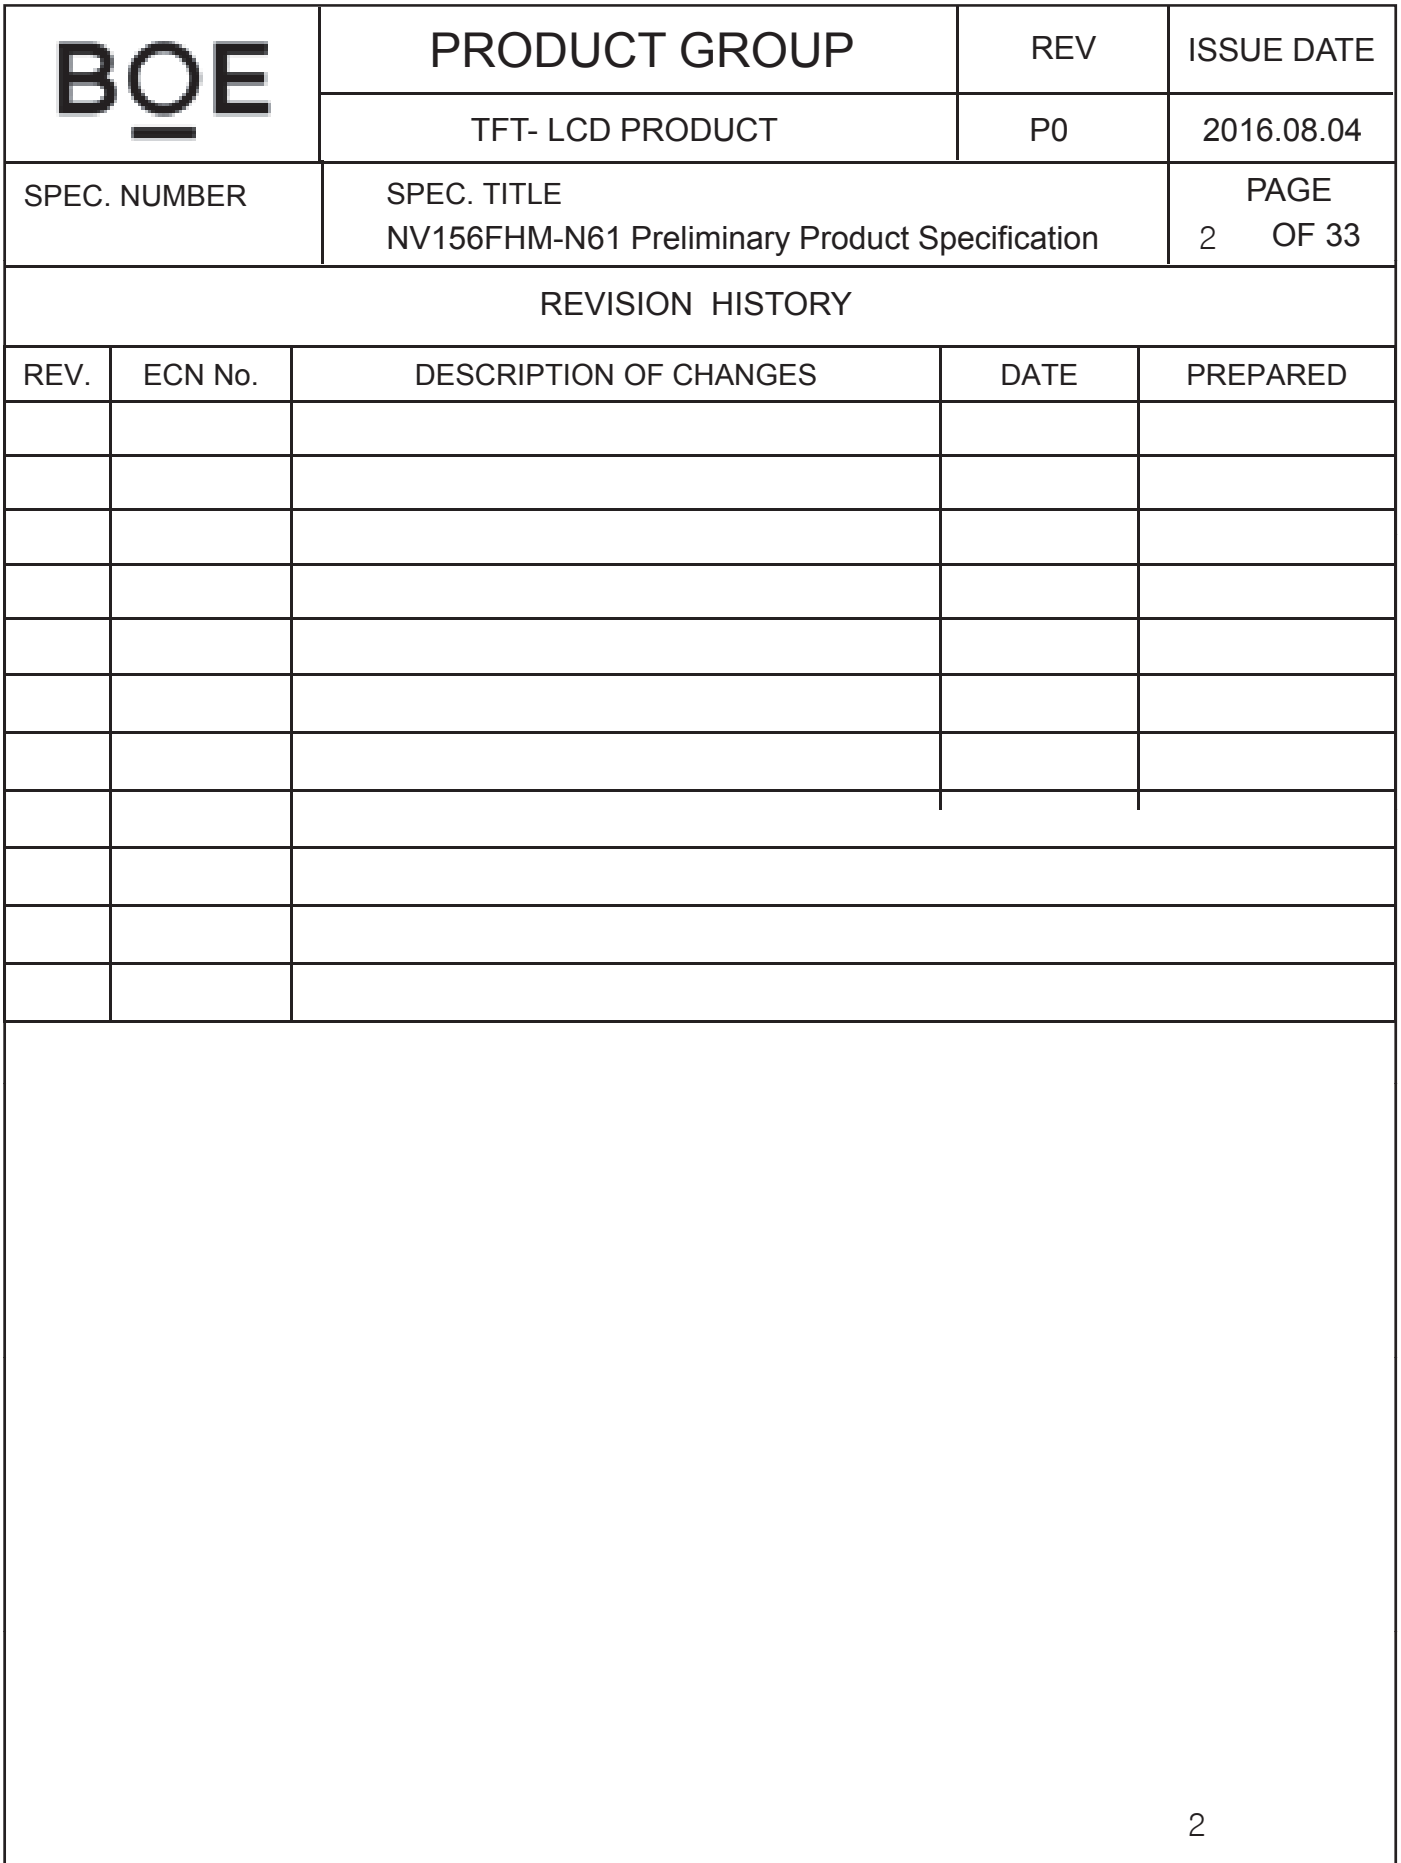 BOE
PRODUCT GROUP
REV
ISSUE DATE
TFT- LCD PRODUCT
P0
2016.08.04
SPEC. NUMBER
SPEC. TITLE
NV156FHM-N61 Preliminary Product Specification
PAGE
2 OF 33
REVISION HISTORY
REV.
ECN No.
DESCRIPTION OF CHANGES
DATE
PREPARED
2